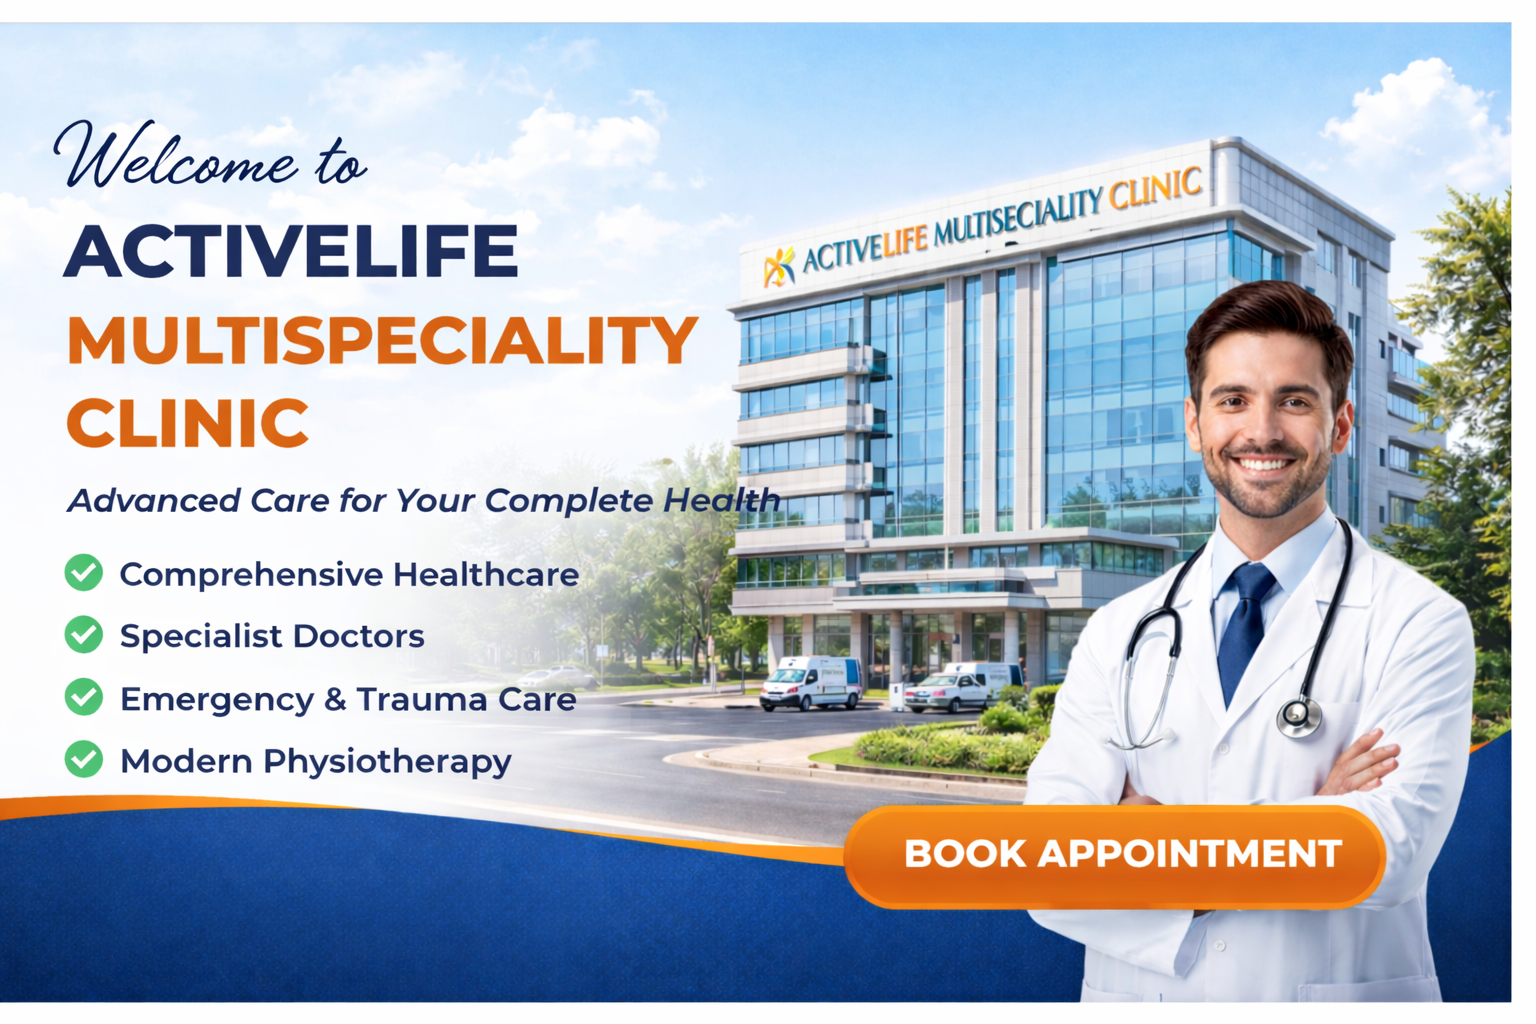 Welcome to
ACTIVELIFE
MULTISPECIALITY
CLINIC
Advanced Care for Your Complete Health
Comprehensive Healthcare
Specialist Doctors
Emergency & Trauma Care
Modern Physiotherapy
ACTIVELIFE MULTISECIALITY CLINIC
BOOK APPOINTMENT